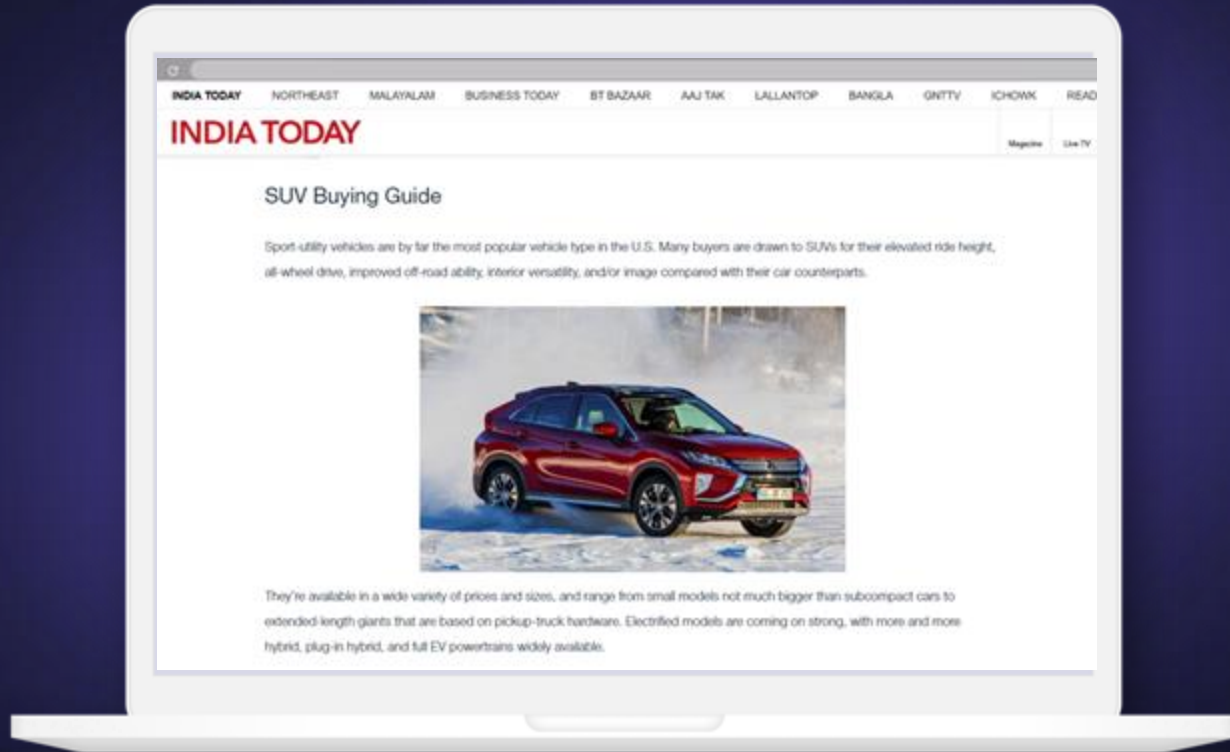 INDIA TODAY NORTHEAST MALAYALAM BUSINESS TODAY BT BAZAAR AAJ TAK LALLANTOP BANGLA GNTTV ICHOWK READ
INDIA TODAY
Magazine Live TV
SUV Buying Guide
Sport-utility vehicles are by far the most popular vehicle type in the U.S. Many buyers are drawn to SUVs for their elevated ride height,
all-wheel drive, improved off-road ability, interior versatility, and/or image compared with their car counterparts.
They're available in a wide variety of prices and sizes, and range from small models not much bigger than subcompact cars to
extended-length giants that are based on pickup-truck hardware. Electrified models are coming on strong, with more and more
hybrid, plug-in hybrid, and full EV powertrains widely available.